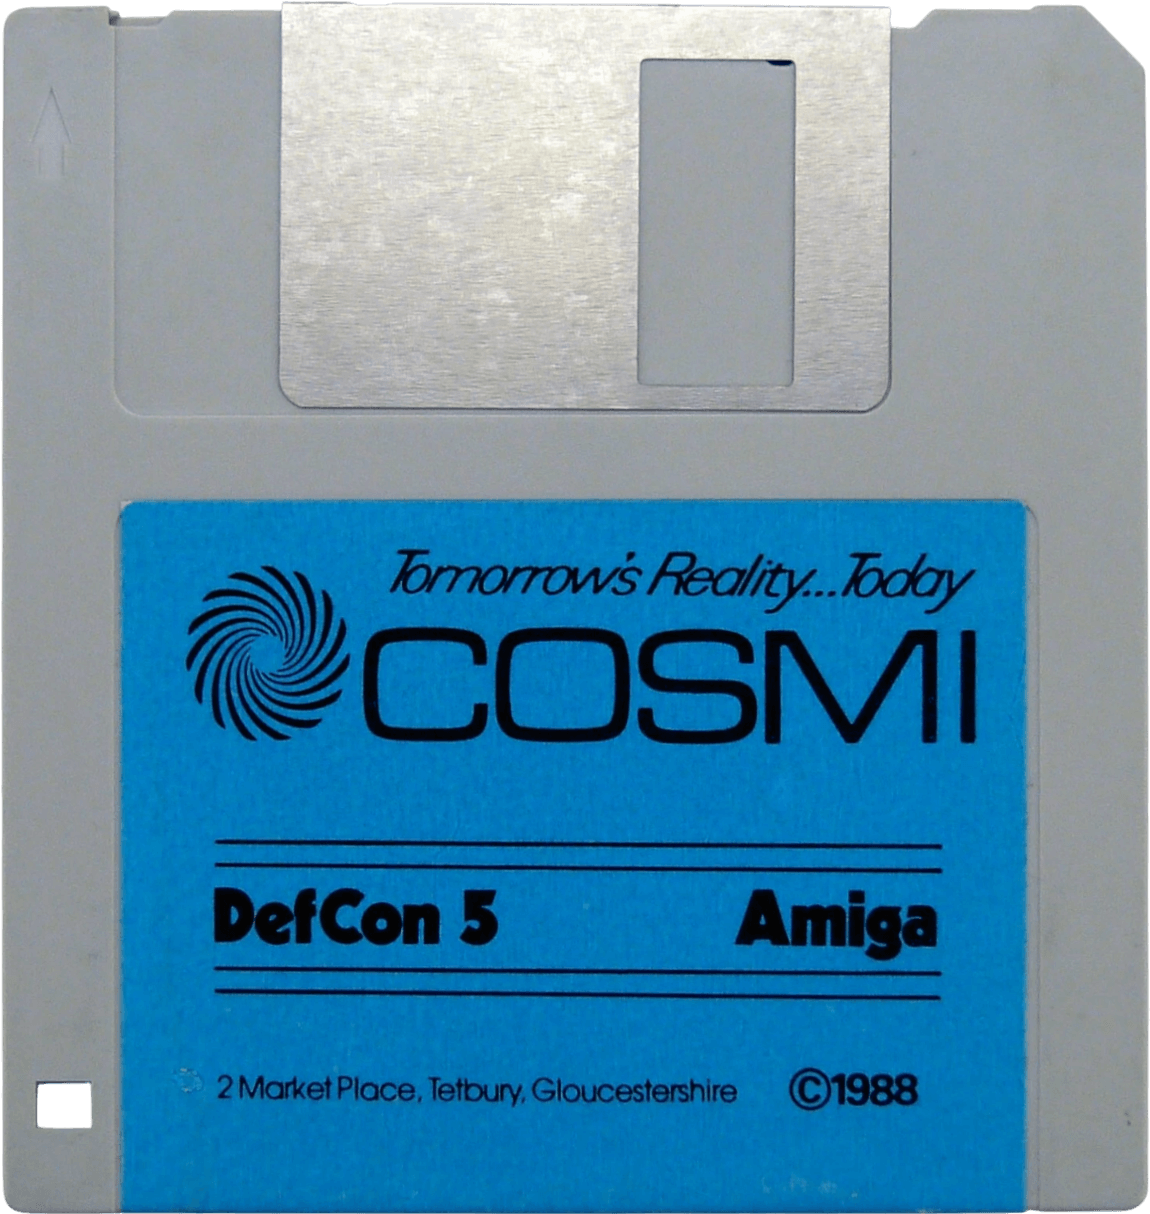 Tomorrow's Reality...Today
COSMI
DefCon 5 Amiga
2 Market Place, Tetbury, Gloucestershire ©1988